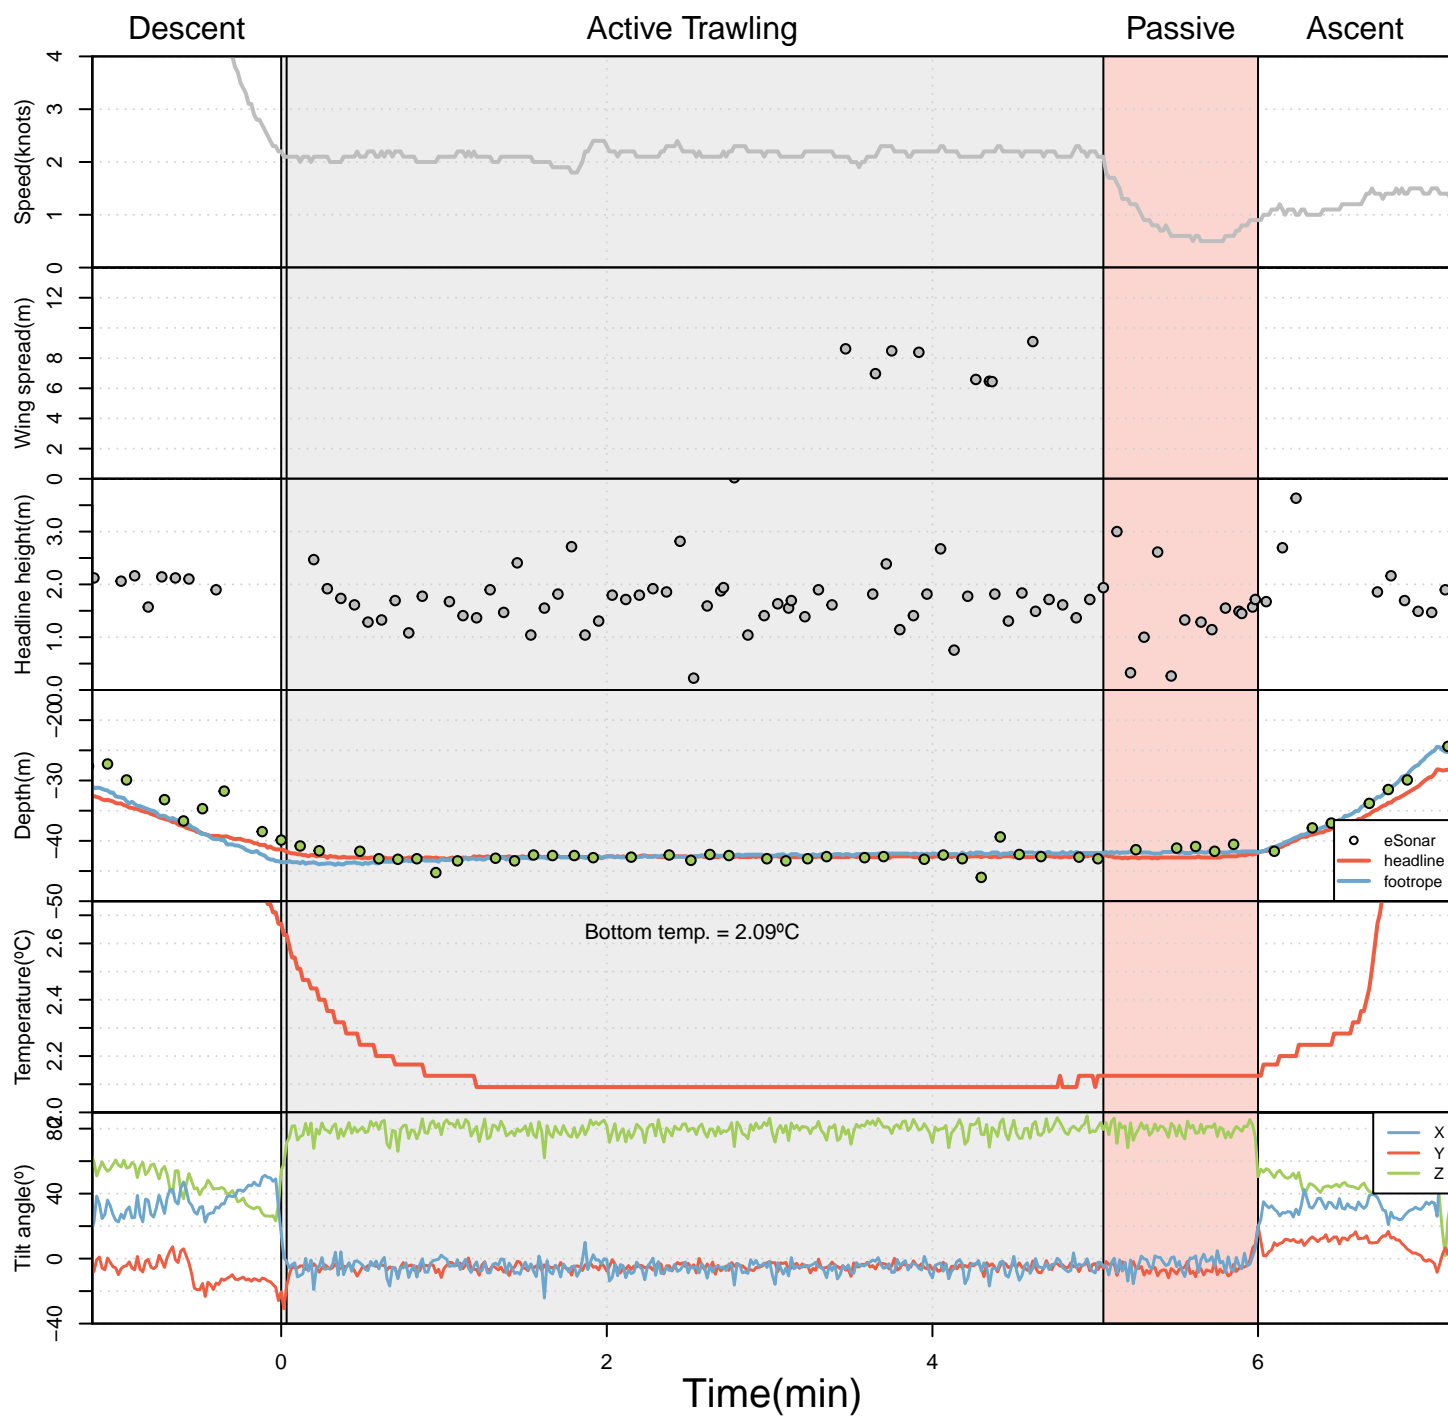 Descent Active Trawling Passive Ascent
Speed(knots)
4
3
2
1
0
Wing spread(m)
12
8
6
4
2
0
Headline height(m)
3.0
2.0
1.0
0.0
Depth(m)
−20
−30
−40
−50
eSonar
headline
footrope
Temperature(ºC)
Bottom temp. = 2.09ºC
2.6
2.4
2.2
2.0
Tilt angle(º)
80
40
0
−40
X
Y
Z
0 2 4 6
Time(min)